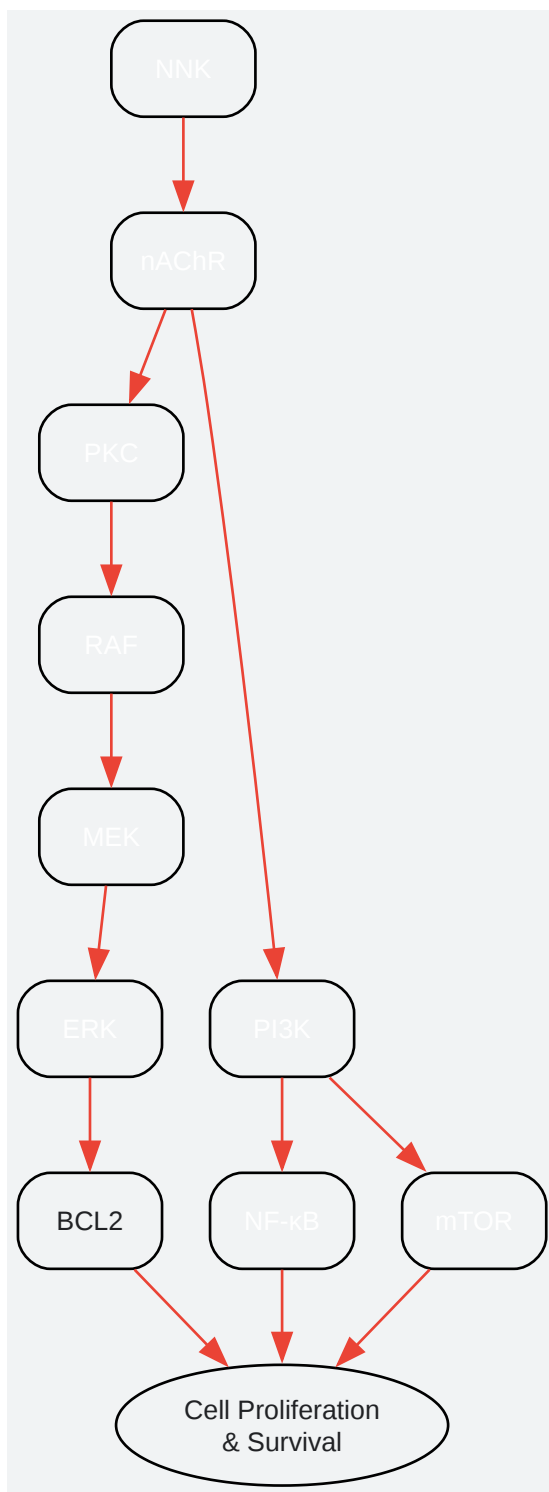 NNK
nAChR
PKC
RAF
MEK
ERK
PI3K
BCL2
NF-κB
mTOR
Cell Proliferation
& Survival